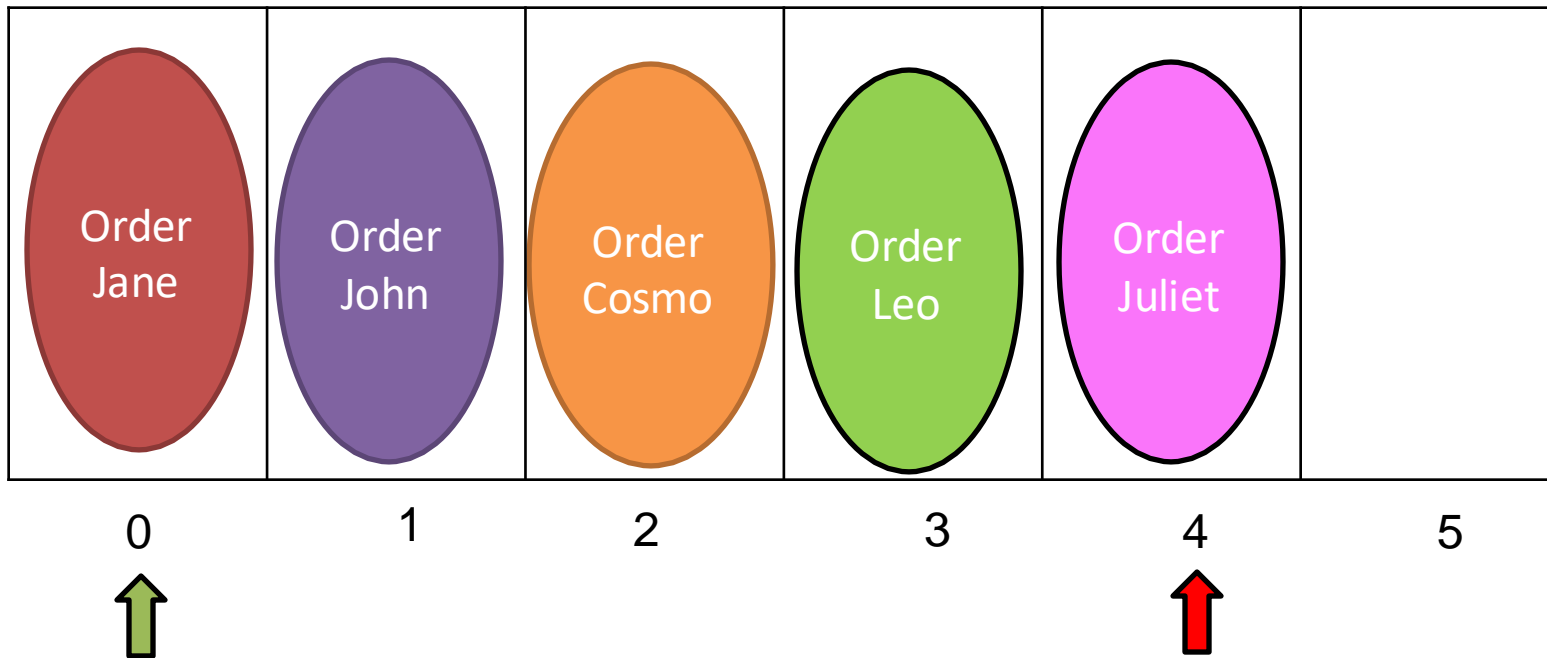 Order
Jane
Order
John
Order
Cosmo
Order
Leo
Order
Juliet
0 1 2 3 4 5